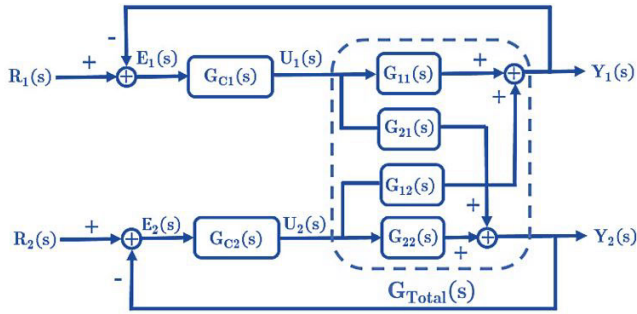 -
+
E₁(s)
U₁(s)
+
R₁(s)
G_C1(s)
G₁₁(s)
Y₁(s)
+
G₂₁(s)
G₁₂(s)
+
+
E₂(s)
U₂(s)
R₂(s)
G_C2(s)
G₂₂(s)
+
Y₂(s)
-
G_Total(s)